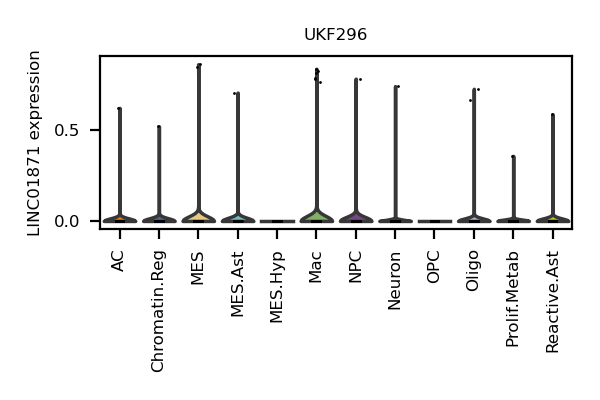 UKF296
LINC01871 expression
0.5
0.0
AC
Chromatin.Reg
MES
MES.Ast
MES.Hyp
Mac
NPC
Neuron
OPC
Oligo
Prolif.Metab
Reactive.Ast